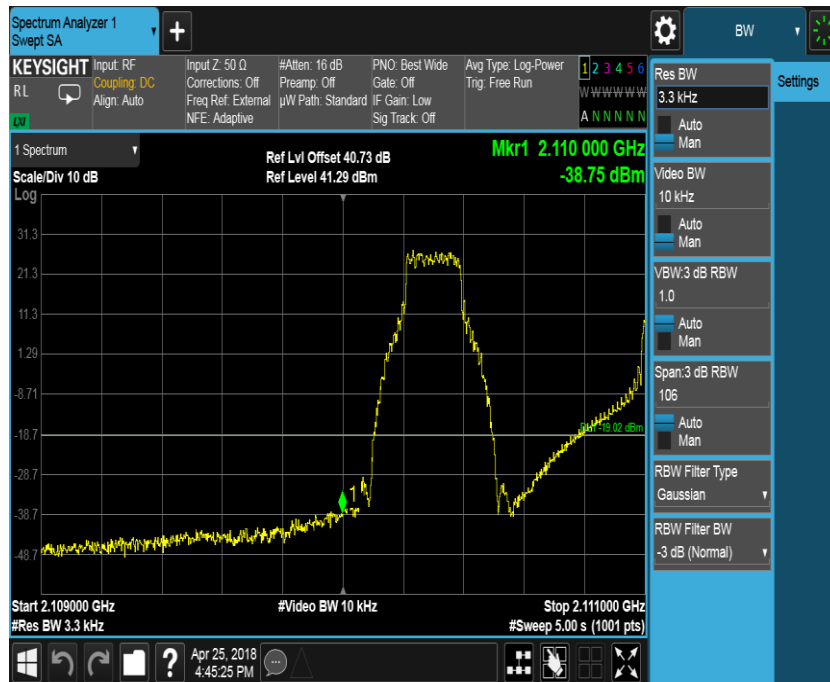 Spectrum Analyzer 1
Swept SA
+
BW
KEYSIGHT
RL
LXI
Input: RF
Coupling: DC
Align: Auto
Input Z: 50 Ω
Corrections: Off
Freq Ref: External
NFE: Adaptive
#Atten: 16 dB
Preamp: Off
µW Path: Standard
PNO: Best Wide
Gate: Off
IF Gain: Low
Sig Track: Off
Avg Type: Log-Power
Trig: Free Run
1 2 3 4 5 6
W W W W W W
A N N N N N
1 Spectrum
Scale/Div 10 dB
Ref Lvl Offset 40.73 dB
Ref Level 41.29 dBm
Mkr1 2.110 000 GHz
-38.75 dBm
Log
31.3
21.3
11.3
1.29
-8.71
-18.7
-19.02 dBm
-28.7
1
-38.7
-48.7
Start 2.109000 GHz
#Video BW 10 kHz
Stop 2.111000 GHz
#Res BW 3.3 kHz
#Sweep 5.00 s (1001 pts)
Res BW
3.3 kHz
Auto
Man
Video BW
10 kHz
Auto
Man
VBW:3 dB RBW
1.0
Auto
Man
Span:3 dB RBW
106
Auto
Man
RBW Filter Type
Gaussian
RBW Filter BW
-3 dB (Normal)
Settings
?
Apr 25, 2018
4:45:25 PM